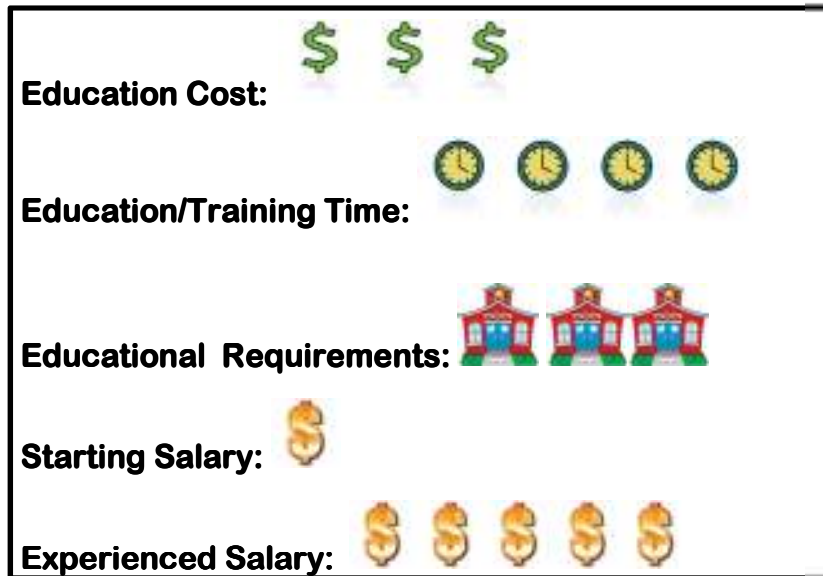 Education Cost: $ $ $
Education/Training Time:
Educational Requirements:
Starting Salary: $
Experienced Salary: $ $ $ $ $